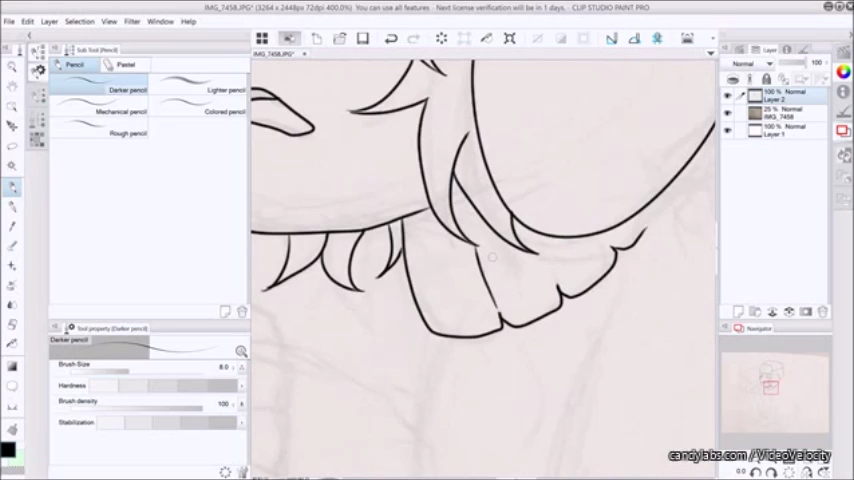 IMG_7458.JPG* (3264 x 2448px 72dpi 400.0%) You can use all features - Next license verification will be in 1 days. - CLIP STUDIO PAINT PRO
File Edit Layer Selection View Filter Window Help
IMG_7458.JPG*
Sub Tool [Pencil]
Pencil Pastel
Darker pencil Lighter pencil
Mechanical pencil Colored pencil
Rough pencil
Tool property [Darker pencil]
Darker pencil
Brush Size 8.0
Hardness
Brush density 100
Stabilization
Layer
Normal 100
100 % Normal
Layer 2
25 % Normal
IMG_7458
100 % Normal
Layer 1
Navigator
candylabs.com / VideoVelocity
0.0